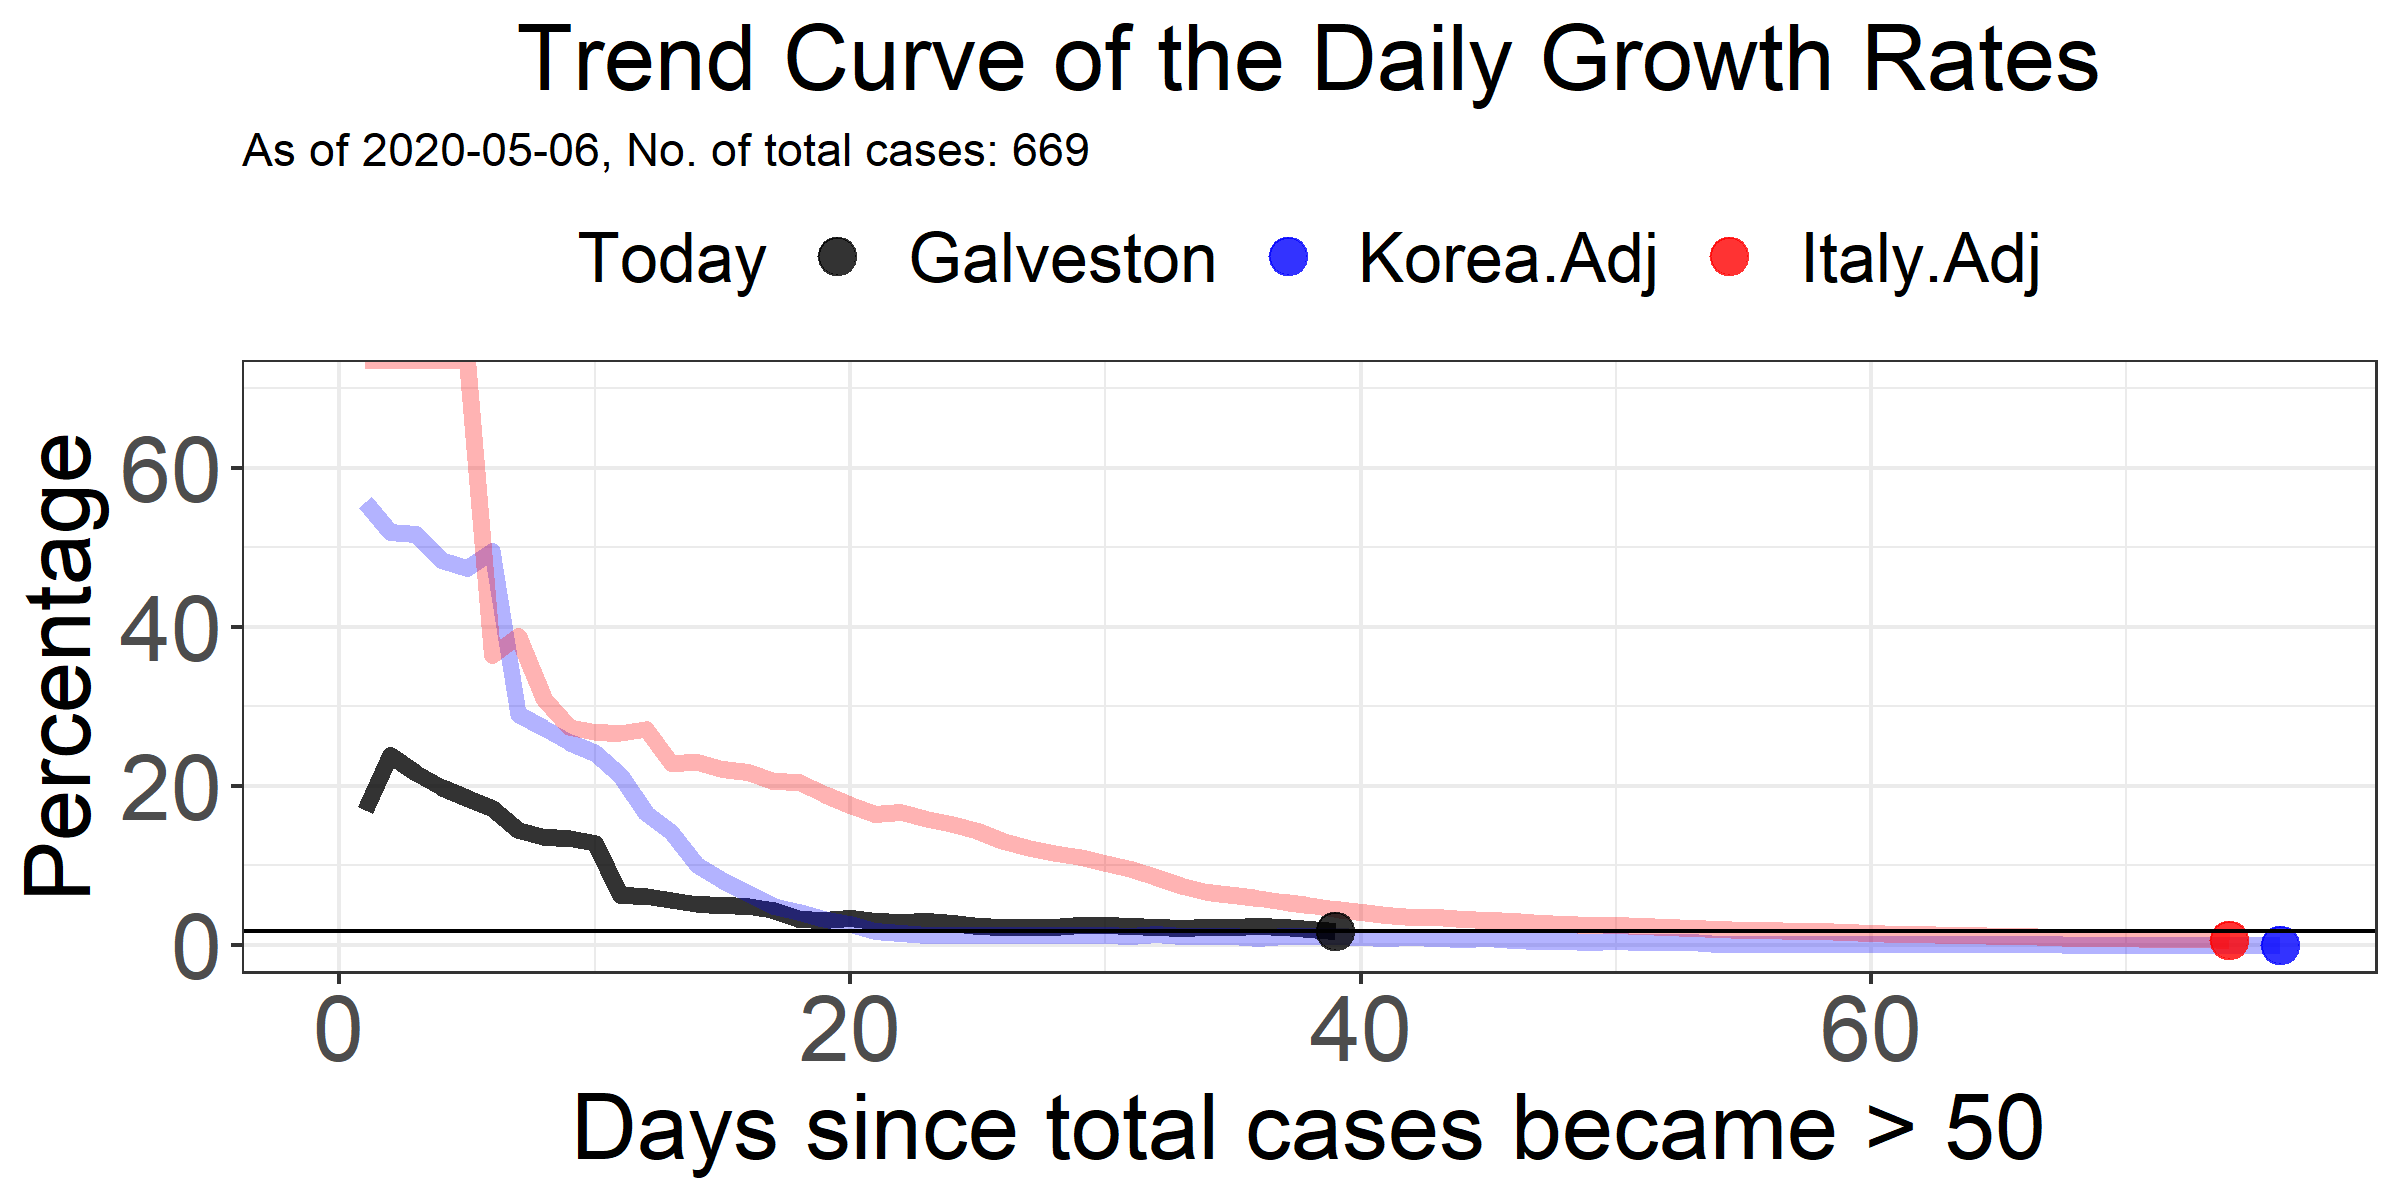 Trend Curve of the Daily Growth Rates
As of 2020-05-06, No. of total cases: 669
Today Galveston Korea.Adj Italy.Adj
Percentage
60
40
20
0
0 20 40 60
Days since total cases became > 50